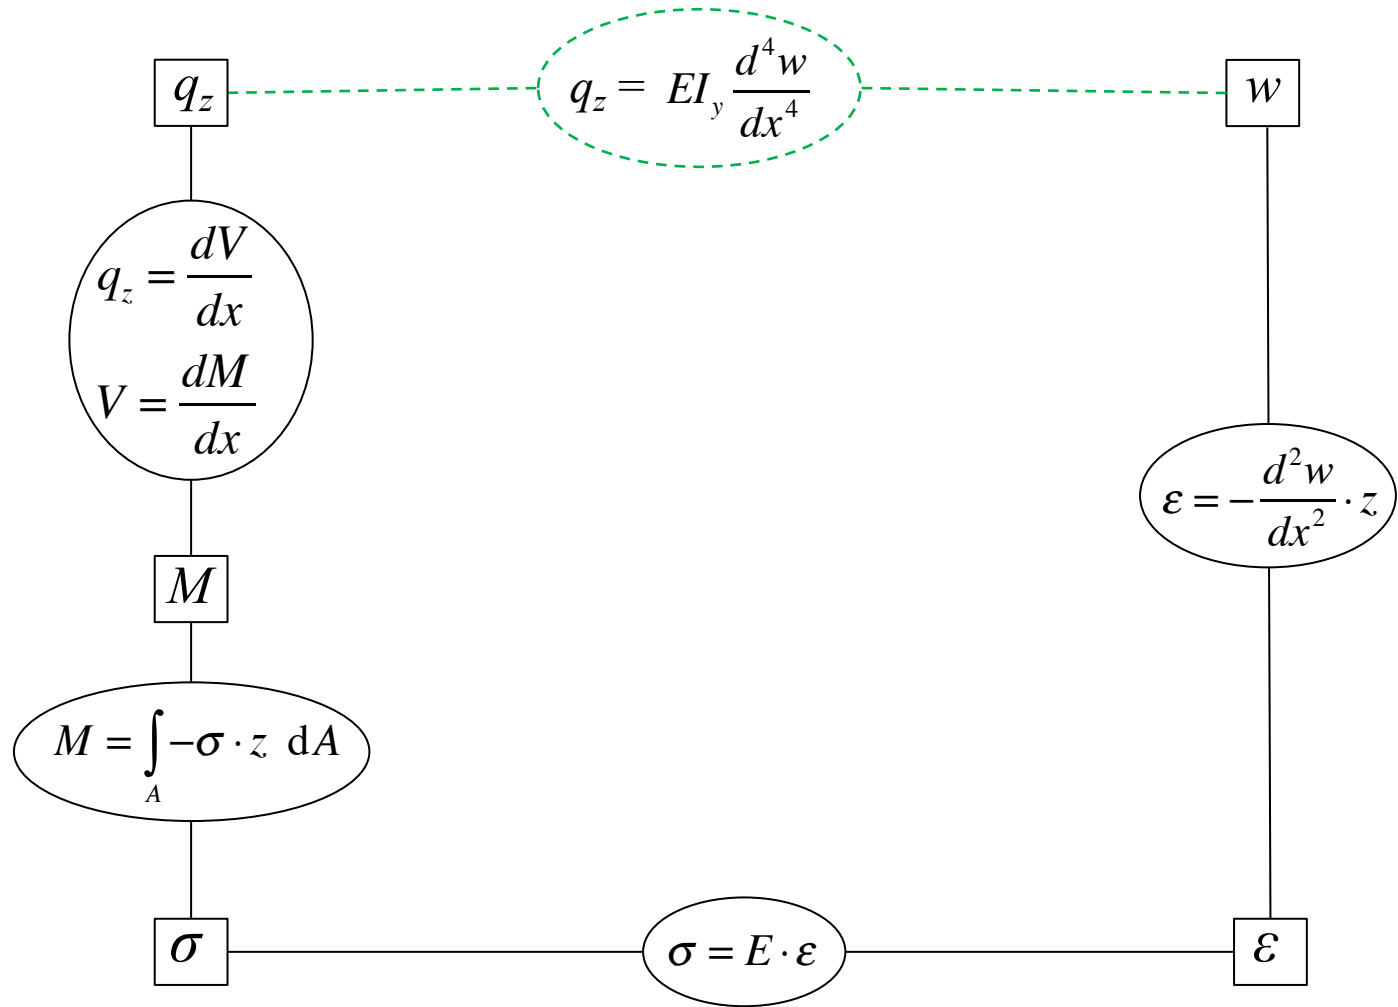 q_z
q_z = EI_y d^4w/dx^4
w
q_z = dV/dx
V = dM/dx
ε = −d^2w/dx^2 · z
M
M = ∫_A −σ · z dA
σ
σ = E · ε
ε